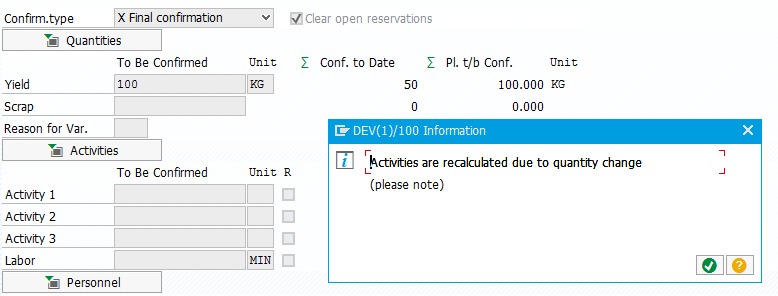 Confirm.type X Final confirmation Clear open reservations
Quantities
To Be Confirmed Unit Σ Conf. to Date Σ Pl. t/b Conf. Unit
Yield 100 KG 50 100.000 KG
Scrap 0 0.000
Reason for Var.
DEV(1)/100 Information
Activities
Activities are recalculated due to quantity change
(please note)
To Be Confirmed Unit R
Activity 1
Activity 2
Activity 3
Labor MIN
Personnel